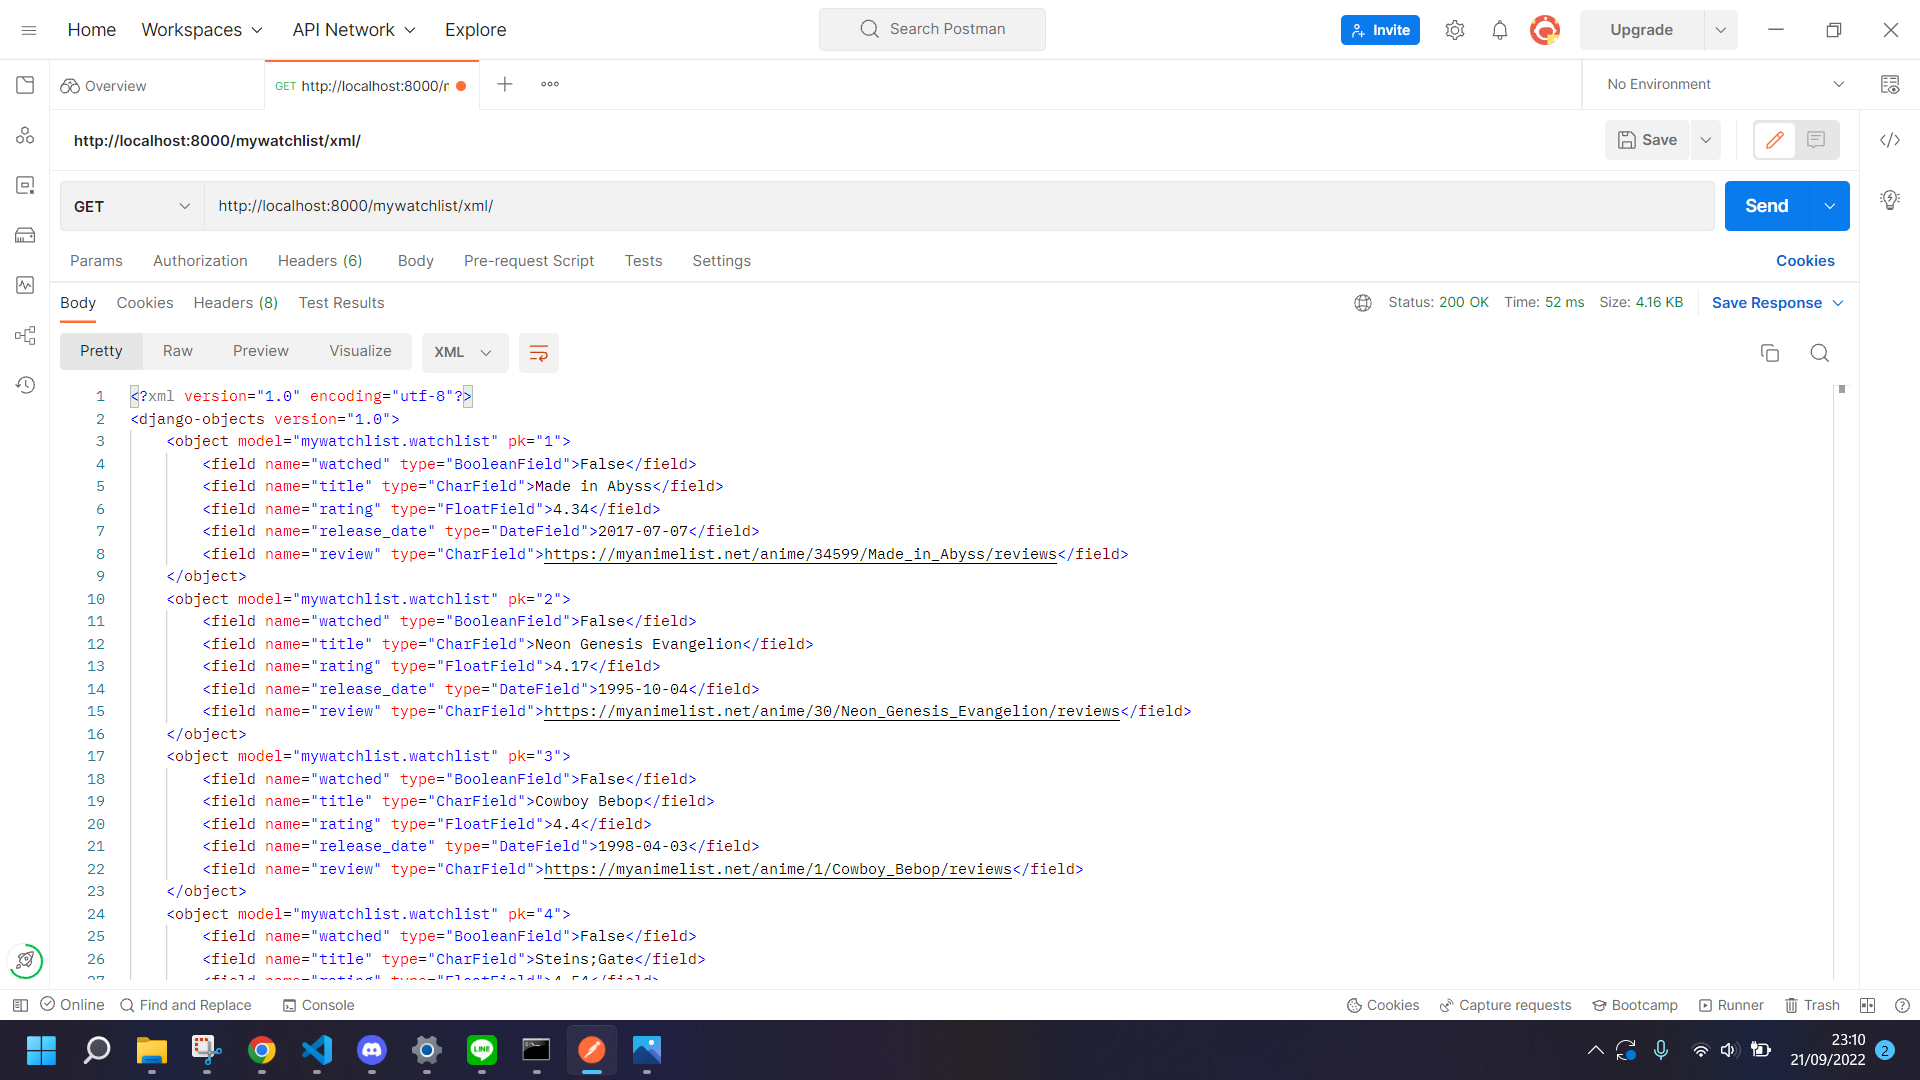 Home Workspaces API Network Explore Search Postman Invite Upgrade
Overview GET http://localhost:8000/m No Environment
http://localhost:8000/mywatchlist/xml/ Save
GET http://localhost:8000/mywatchlist/xml/ Send
Params Authorization Headers (6) Body Pre-request Script Tests Settings Cookies
Body Cookies Headers (8) Test Results Status: 200 OK Time: 52 ms Size: 4.16 KB Save Response
Pretty Raw Preview Visualize XML
1 <?xml version="1.0" encoding="utf-8"?>
2 <django-objects version="1.0">
3 <object model="mywatchlist.watchlist" pk="1">
4 <field name="watched" type="BooleanField">False</field>
5 <field name="title" type="CharField">Made in Abyss</field>
6 <field name="rating" type="FloatField">4.34</field>
7 <field name="release_date" type="DateField">2017-07-07</field>
8 <field name="review" type="CharField">https://myanimelist.net/anime/34599/Made_in_Abyss/reviews</field>
9 </object>
10 <object model="mywatchlist.watchlist" pk="2">
11 <field name="watched" type="BooleanField">False</field>
12 <field name="title" type="CharField">Neon Genesis Evangelion</field>
13 <field name="rating" type="FloatField">4.17</field>
14 <field name="release_date" type="DateField">1995-10-04</field>
15 <field name="review" type="CharField">https://myanimelist.net/anime/30/Neon_Genesis_Evangelion/reviews</field>
16 </object>
17 <object model="mywatchlist.watchlist" pk="3">
18 <field name="watched" type="BooleanField">False</field>
19 <field name="title" type="CharField">Cowboy Bebop</field>
20 <field name="rating" type="FloatField">4.4</field>
21 <field name="release_date" type="DateField">1998-04-03</field>
22 <field name="review" type="CharField">https://myanimelist.net/anime/1/Cowboy_Bebop/reviews</field>
23 </object>
24 <object model="mywatchlist.watchlist" pk="4">
25 <field name="watched" type="BooleanField">False</field>
26 <field name="title" type="CharField">Steins;Gate</field>
27 <field name="rating" type="FloatField">4.54</field>
Online Find and Replace Console Cookies Capture requests Bootcamp Runner Trash
LINE 23:10
21/09/2022 2